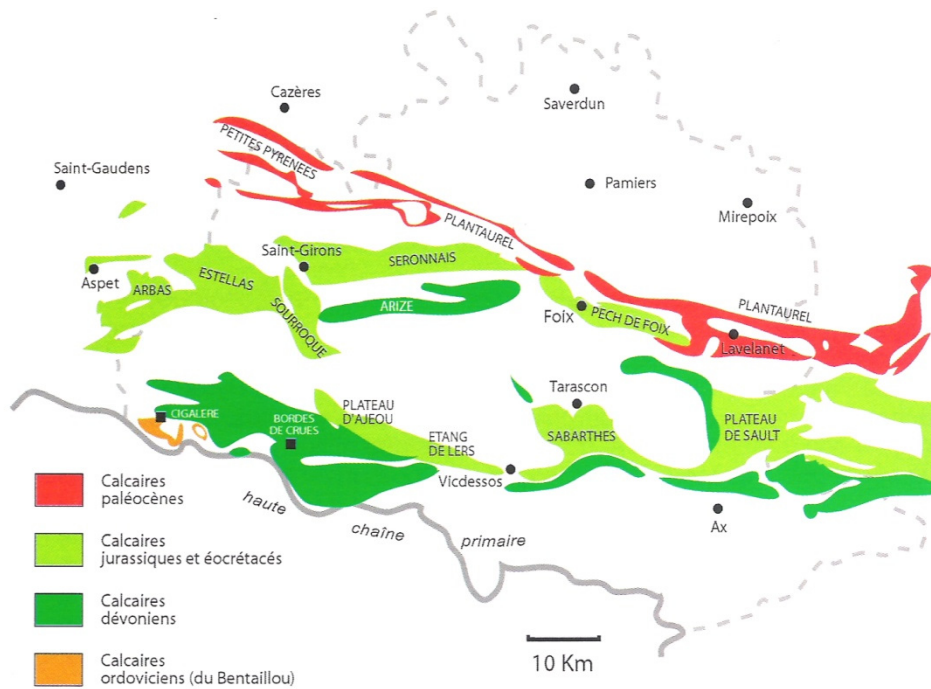 Cazères
Saverdun
PETITES PYRENEES
Saint-Gaudens
Pamiers
Mirepoix
PLANTAUREL
Saint-Girons
SERONNAIS
Aspet
ARBAS
ESTELLAS
SOURROQUE
ARIZE
Foix
PECH DE FOIX
PLANTAUREL
Lavelanet
Tarascon
CIGALERE
BORDES
DE CRUES
PLATEAU
D'AJEOU
ETANG
DE LERS
SABARTHÈS
PLATEAU
DE SAULT
Vicdessos
Ax
haute
chaîne
primaire
Calcaires
paléocènes
Calcaires
jurassiques et éocrétacés
Calcaires
dévoniens
Calcaires
ordoviciens (du Bentaillou)
10 Km